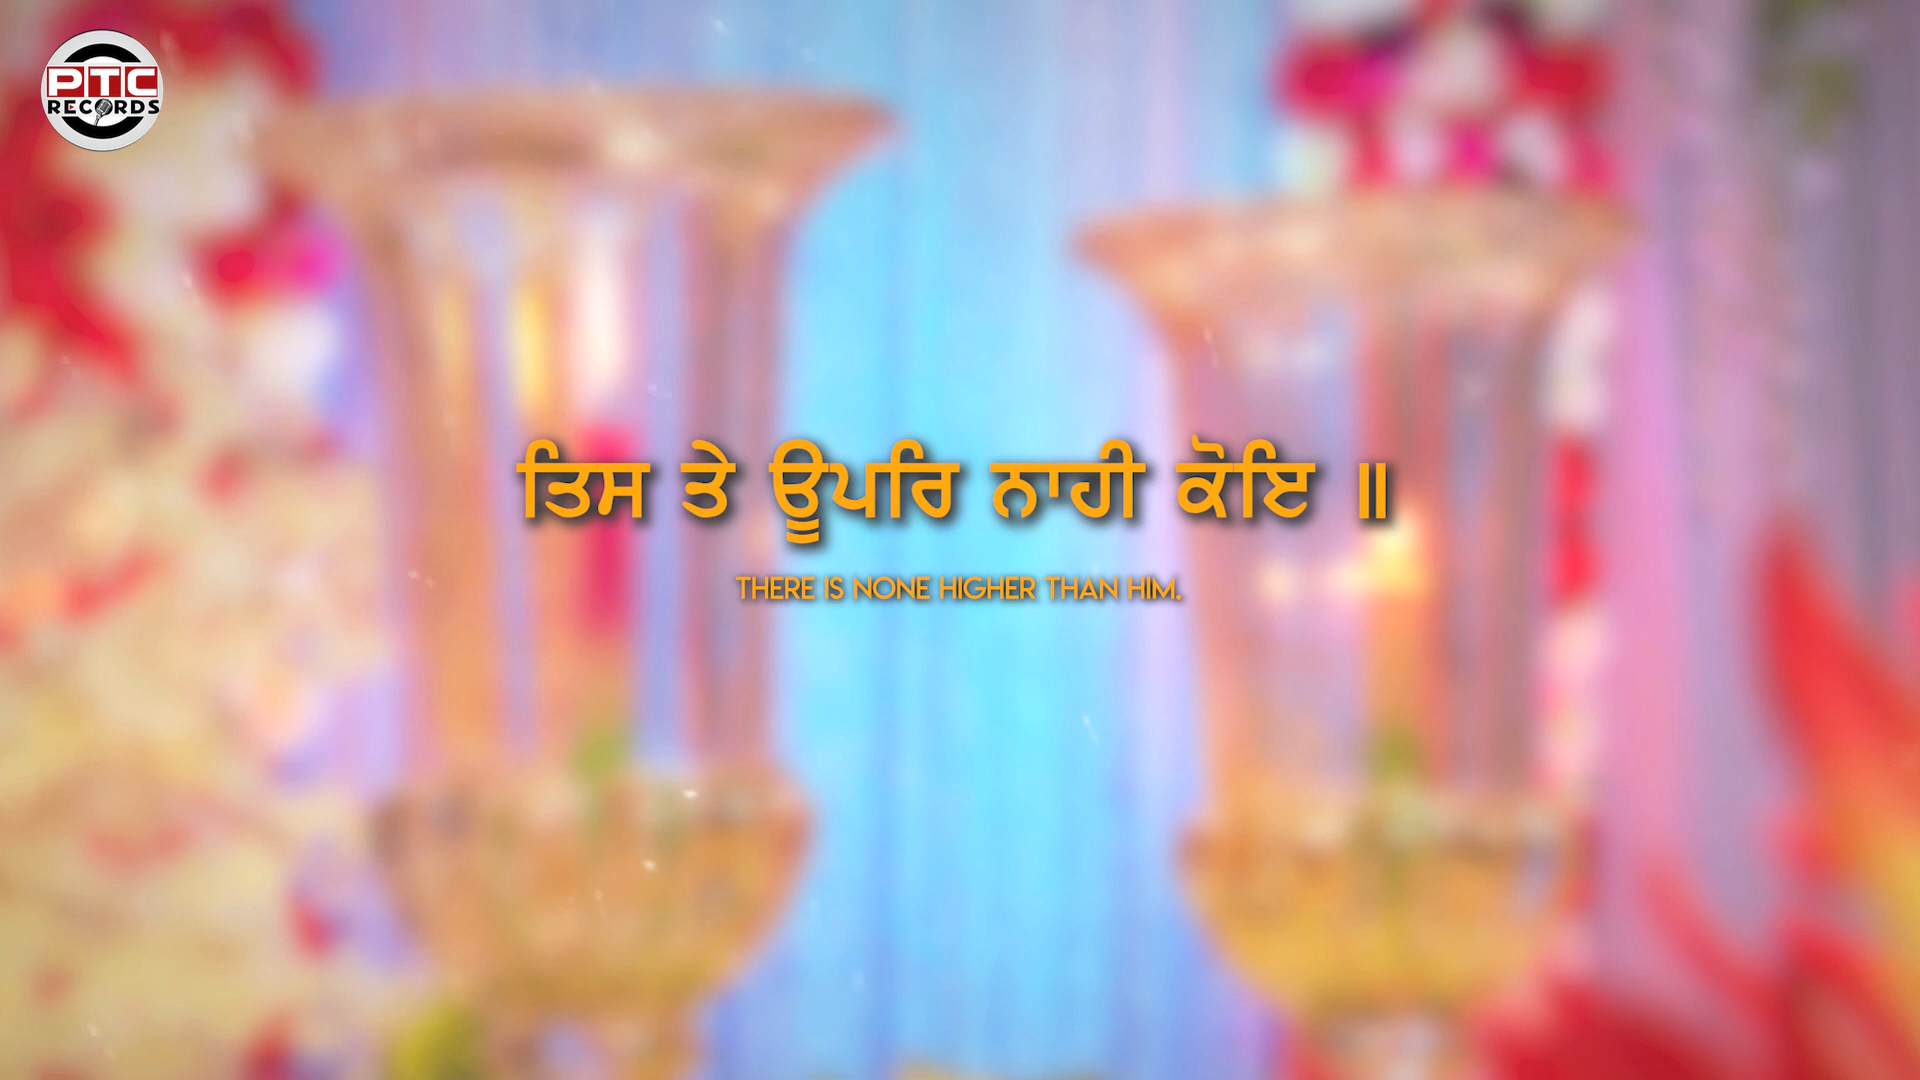 PTC
RECORDS
ਤਿਸ ਤੇ ਊਪਰਿ ਨਾਹੀ ਕੋਇ ॥
THERE IS NONE HIGHER THAN HIM.